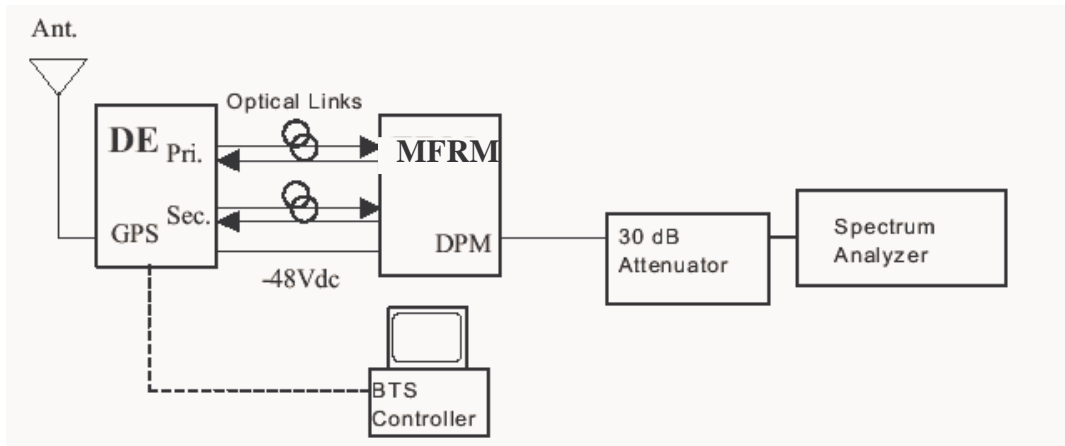 Ant.
Optical Links
DE
Pri.
MFRM
Sec.
GPS
DPM
-48Vdc
30 dB
Attenuator
Spectrum
Analyzer
BTS
Controller